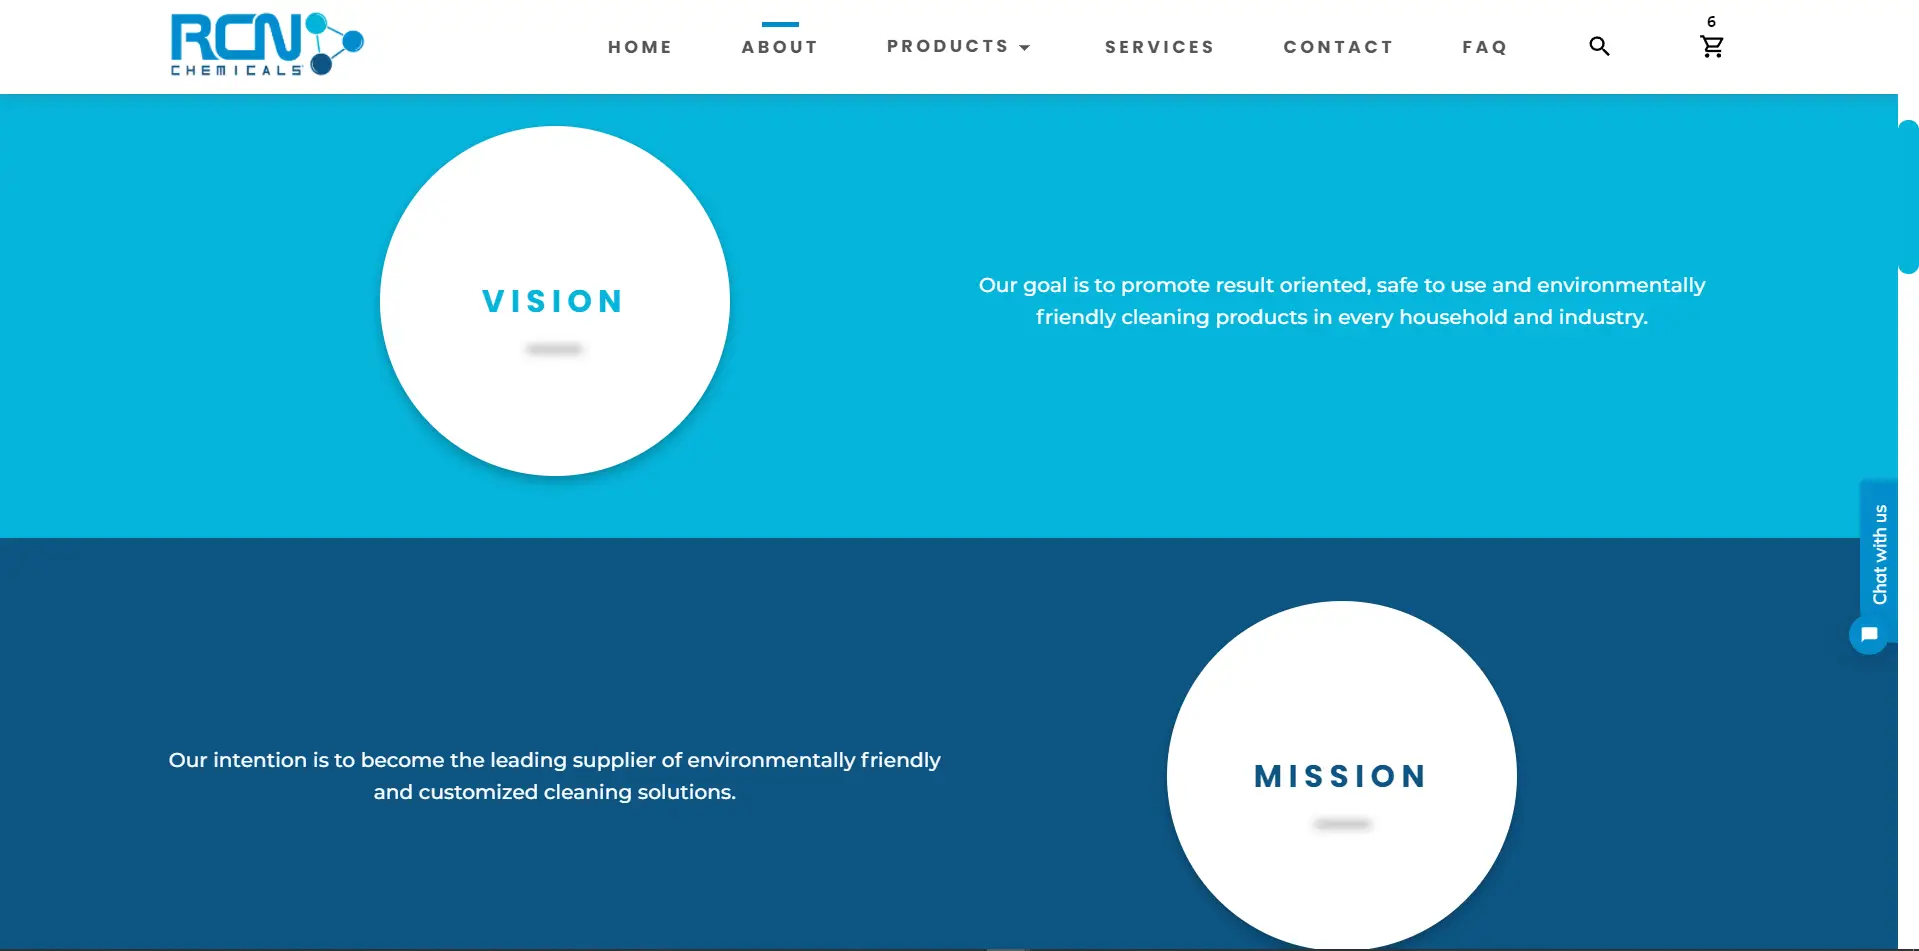 RCN
CHEMICALS
HOME ABOUT PRODUCTS SERVICES CONTACT FAQ 6
VISION
Our goal is to promote result oriented, safe to use and environmentally
friendly cleaning products in every household and industry.
Chat with us
Our intention is to become the leading supplier of environmentally friendly
and customized cleaning solutions.
MISSION